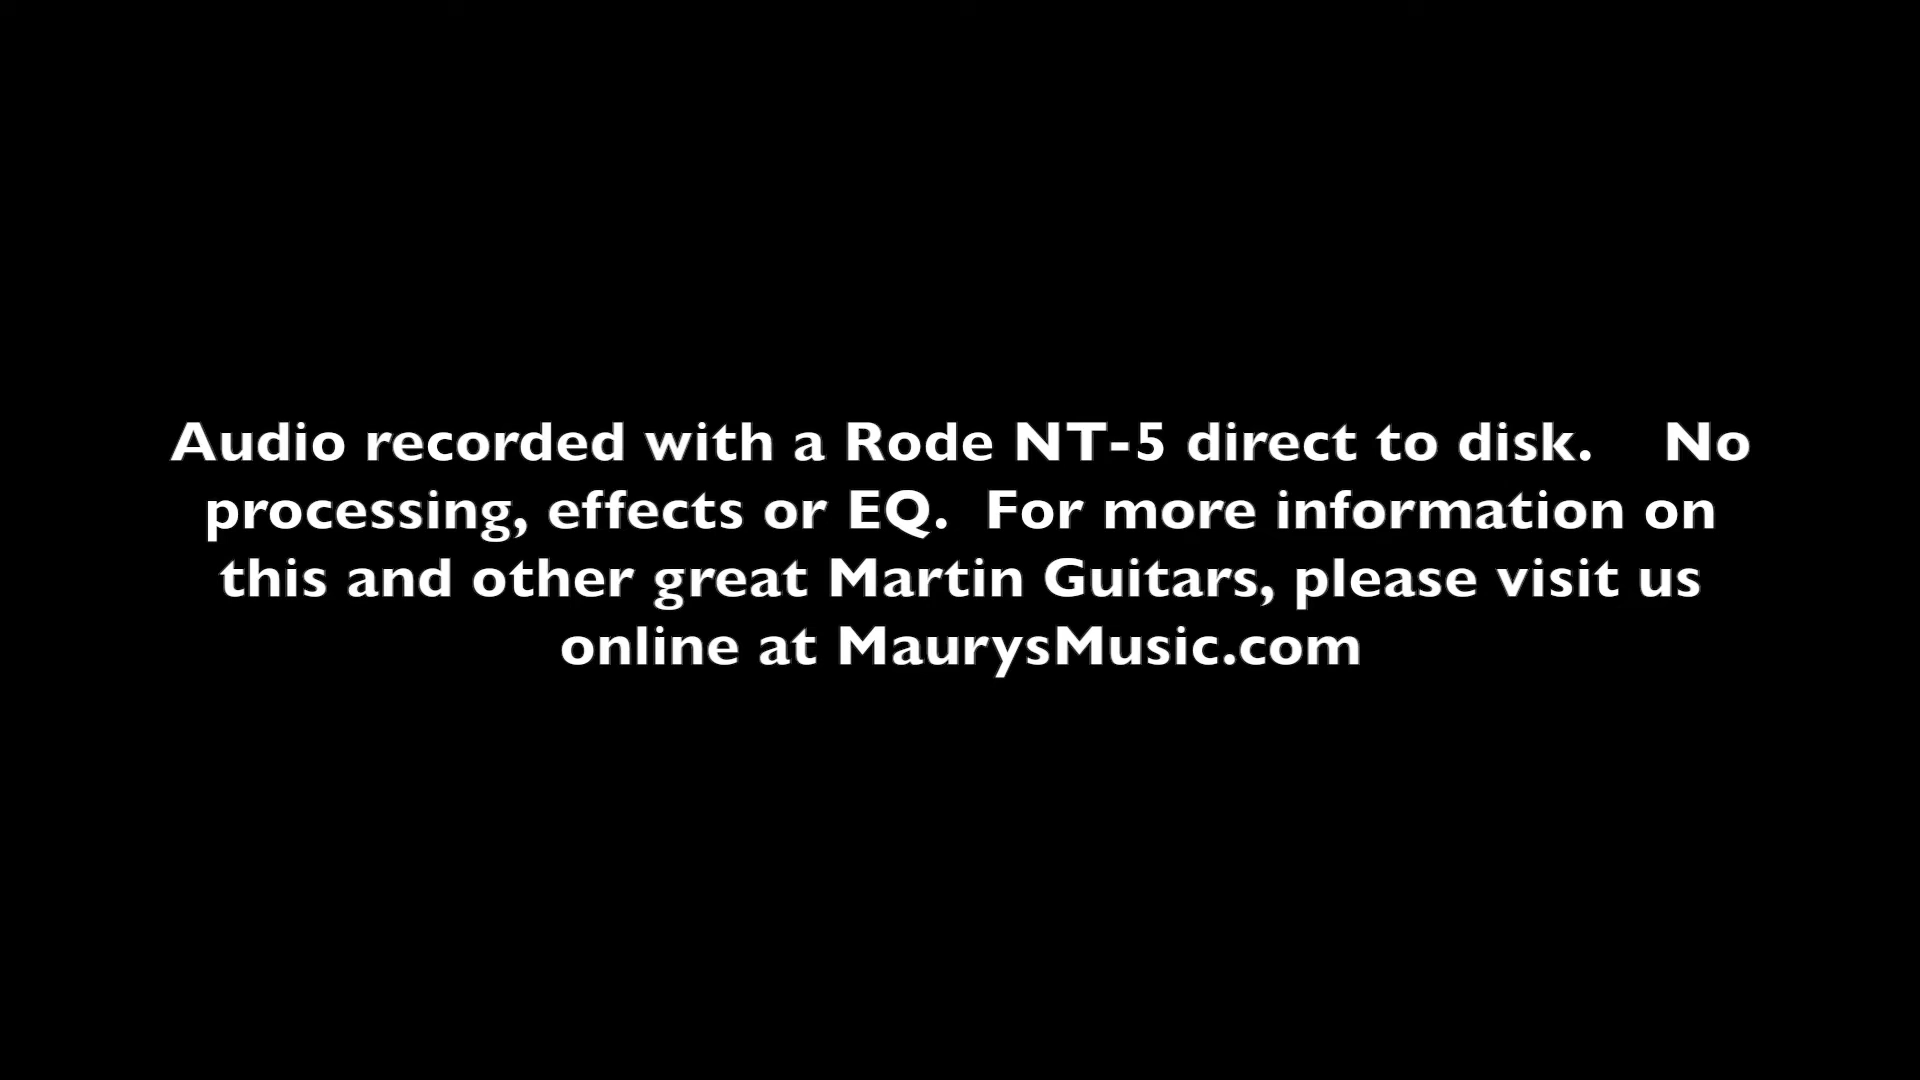 Audio recorded with a Rode NT-5 direct to disk.    No
processing, effects or EQ.  For more information on
this and other great Martin Guitars, please visit us
online at MaurysMusic.com